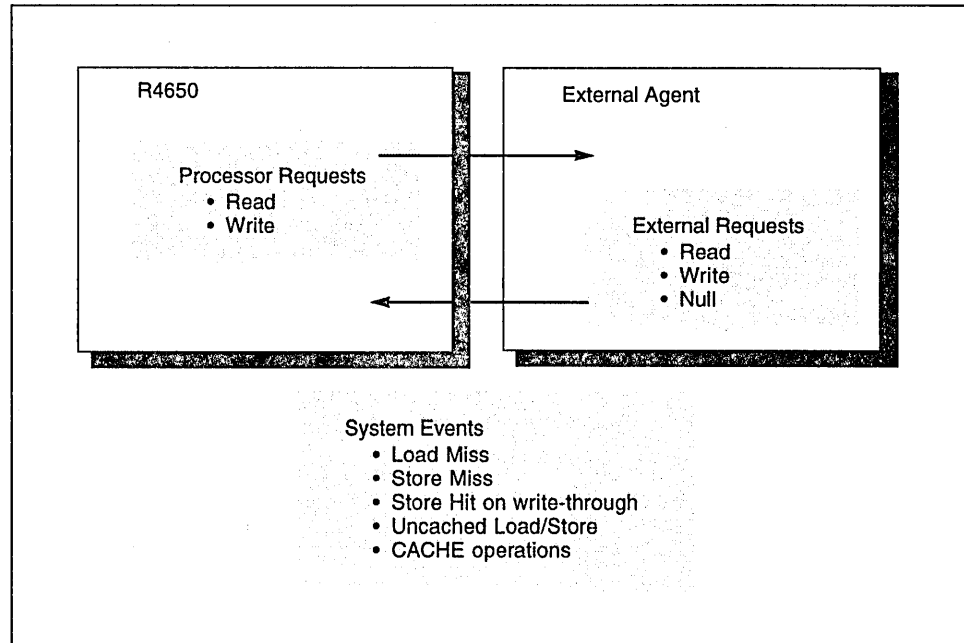 R4650
Processor Requests
• Read
• Write
External Agent
External Requests
• Read
• Write
• Null
System Events
• Load Miss
• Store Miss
• Store Hit on write-through
• Uncached Load/Store
• CACHE operations